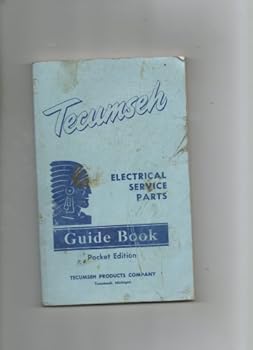 Tecumseh
ELECTRICAL
SERVICE
PARTS
Guide Book
Pocket Edition
TECUMSEH PRODUCTS COMPANY
Tecumseh, Michigan